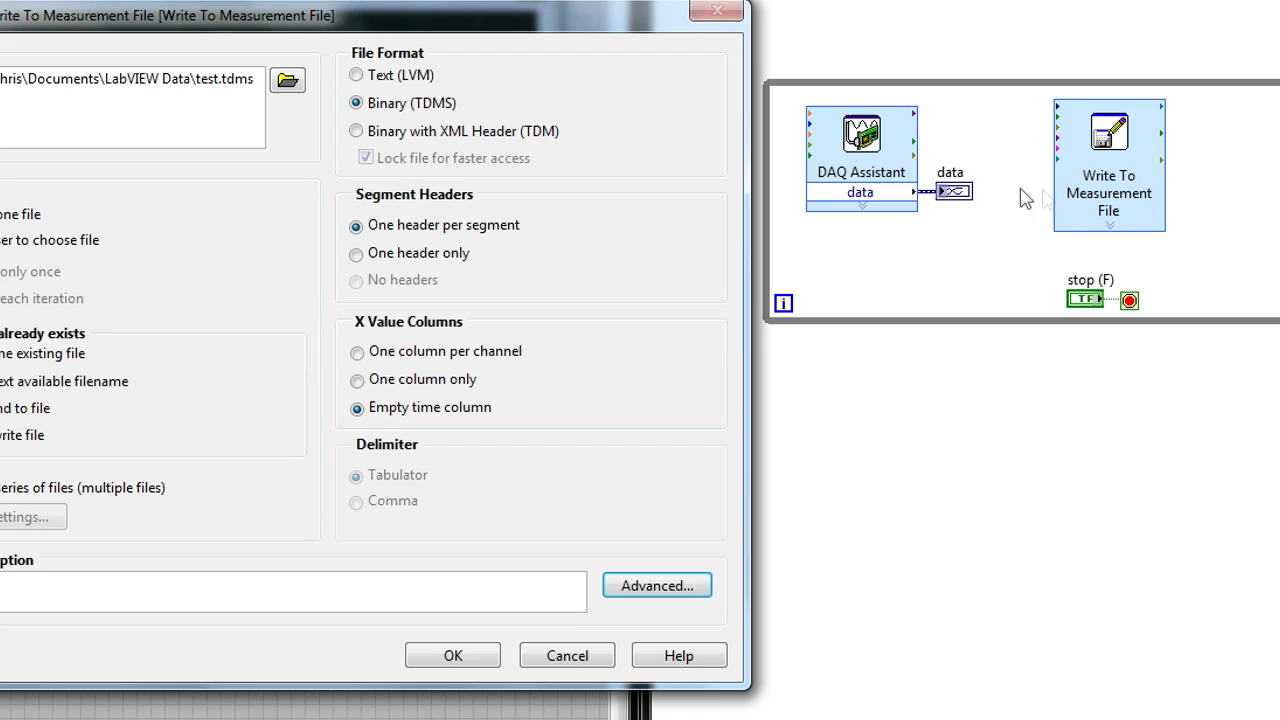 rite To Measurement File [Write To Measurement File]
hris\Documents\LabVIEW Data\test.tdms
one file
ser to choose file
only once
each iteration
already exists
ne existing file
ext available filename
nd to file
write file
series of files (multiple files)
ettings...
ption
File Format
Text (LVM)
Binary (TDMS)
Binary with XML Header (TDM)
Lock file for faster access
Segment Headers
One header per segment
One header only
No headers
X Value Columns
One column per channel
One column only
Empty time column
Delimiter
Tabulator
Comma
Advanced...
OK
Cancel
Help
DAQ Assistant
data
data
Write To
Measurement
File
stop (F)
TF
i